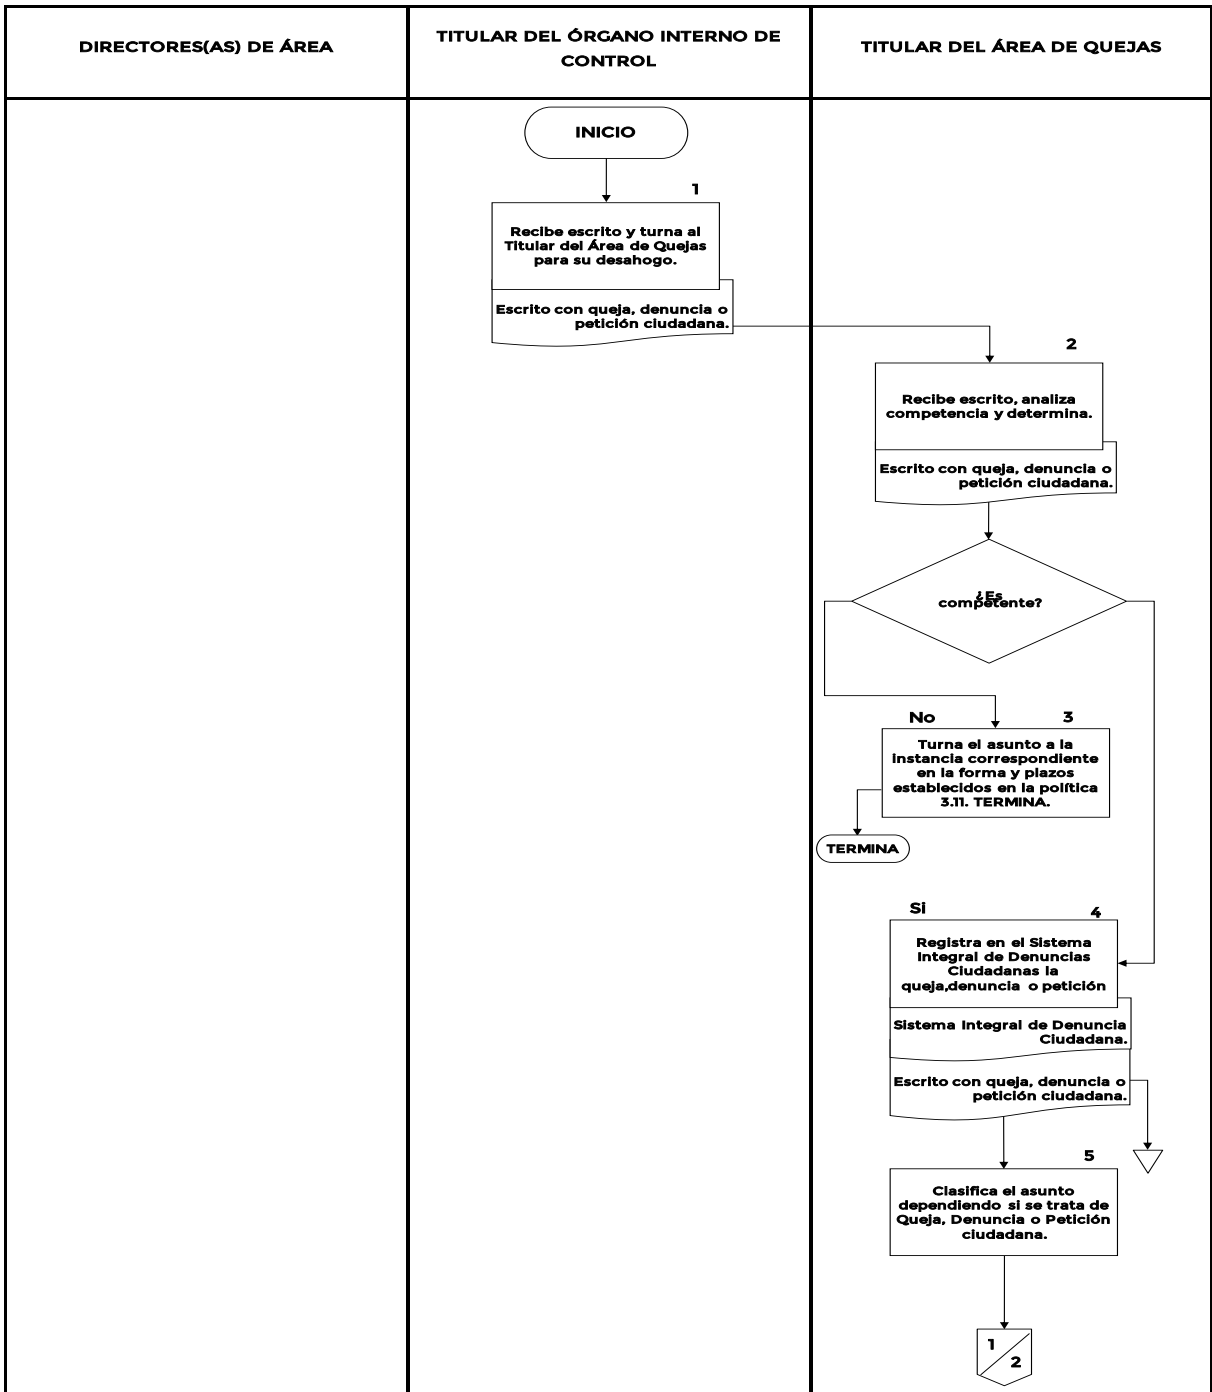 DIRECTORES(AS) DE ÁREA
TITULAR DEL ÓRGANO INTERNO DE
CONTROL
TITULAR DEL ÁREA DE QUEJAS
INICIO
1
Recibe escrito y turna al
Titular del Área de Quejas
para su desahogo.
Escrito con queja, denuncia o
petición ciudadana.
2
Recibe escrito, analiza
competencia y determina.
Escrito con queja, denuncia o
petición ciudadana.
¿Es
competente?
No
3
Turna el asunto a la
instancia correspondiente
en la forma y plazos
establecidos en la política
3.11. TERMINA.
TERMINA
Si
4
Registra en el Sistema
Integral de Denuncias
Ciudadanas la
queja,denuncia o petición
Sistema Integral de Denuncia
Ciudadana.
Escrito con queja, denuncia o
petición ciudadana.
5
Clasifica el asunto
dependiendo si se trata de
Queja, Denuncia o Petición
ciudadana.
1
2